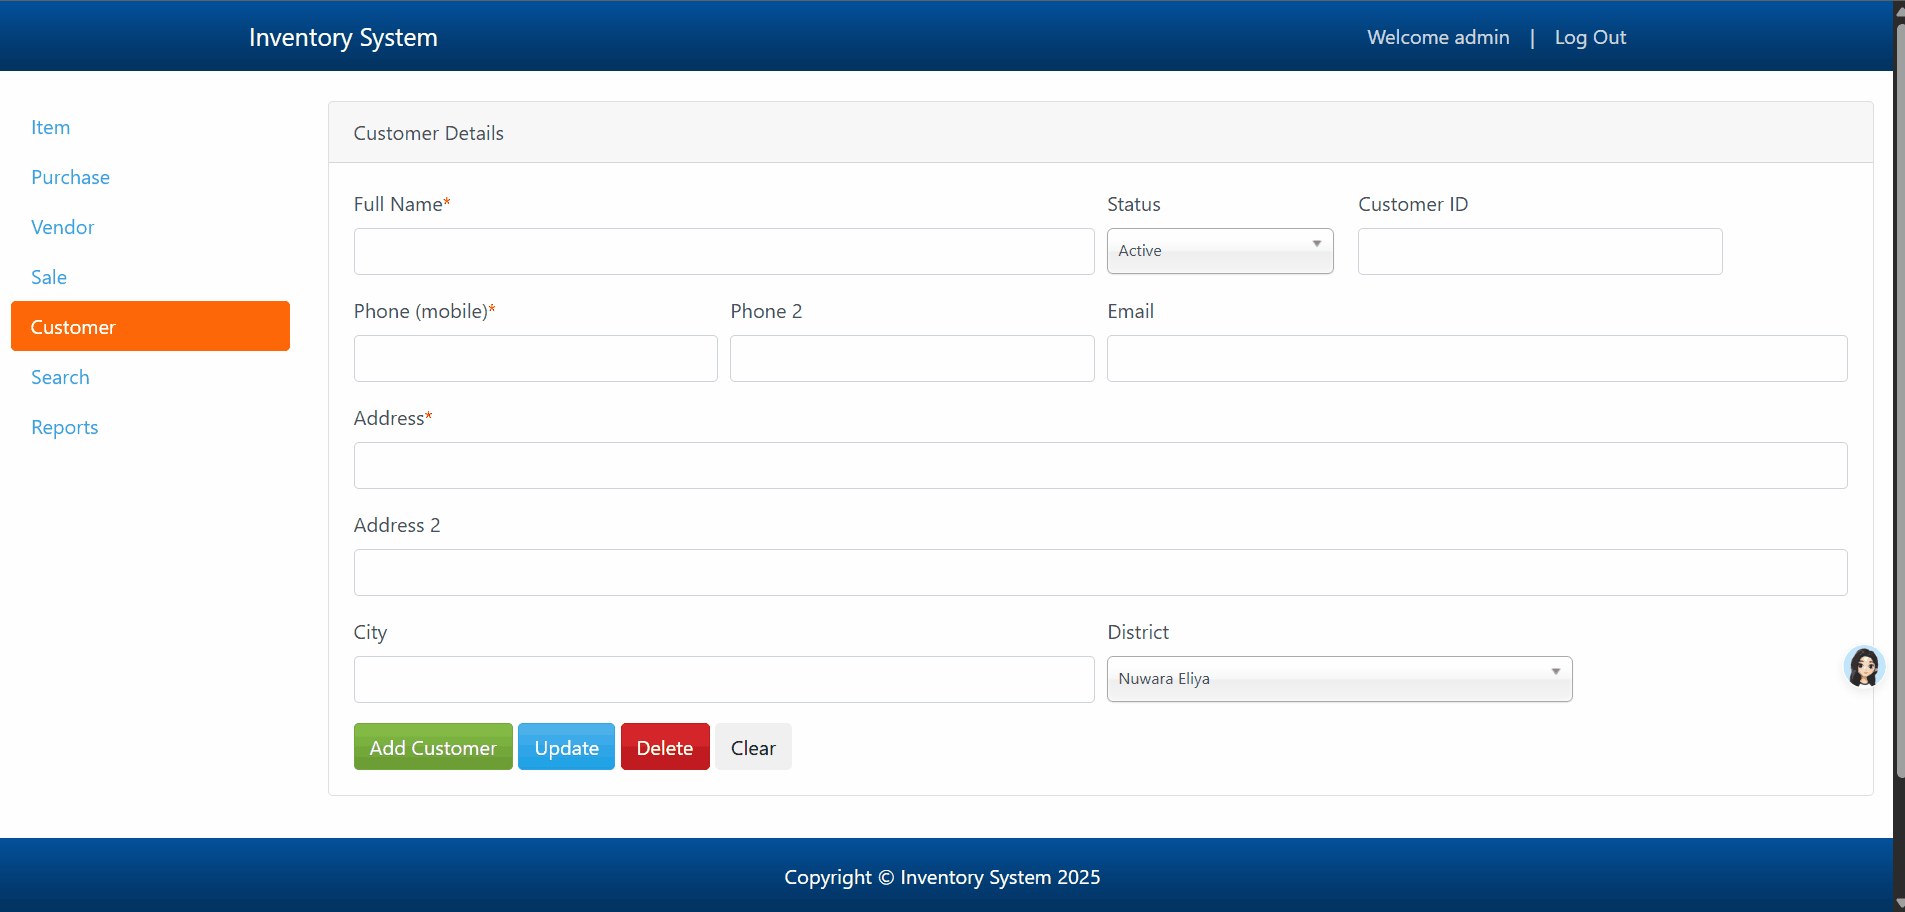 Inventory System
Welcome admin | Log Out
Item
Purchase
Vendor
Sale
Customer
Search
Reports
Customer Details
Full Name*
Status
Customer ID
Active
Phone (mobile)*
Phone 2
Email
Address*
Address 2
City
District
Nuwara Eliya
Add Customer
Update
Delete
Clear
Copyright © Inventory System 2025